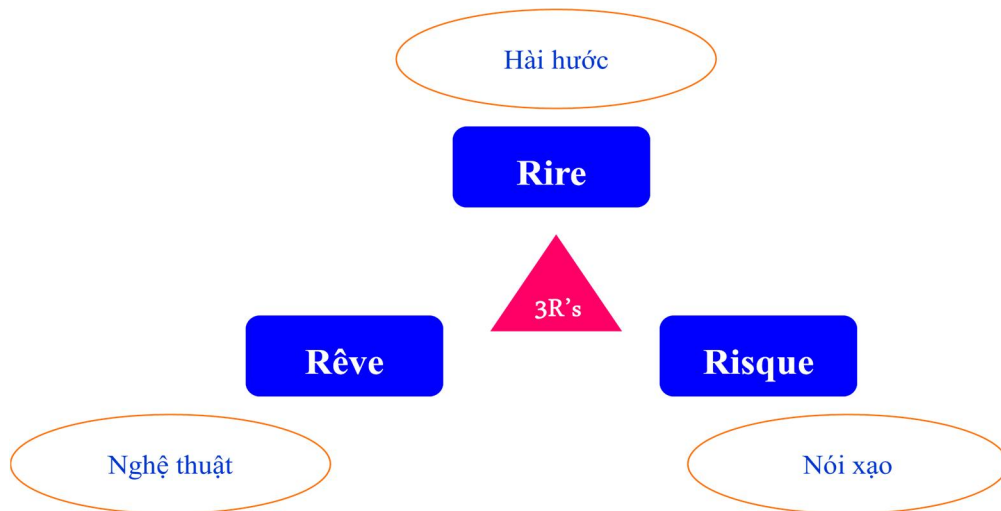 Hài hước
Rire
3R’s
Rêve
Risque
Nghệ thuật
Nói xạo